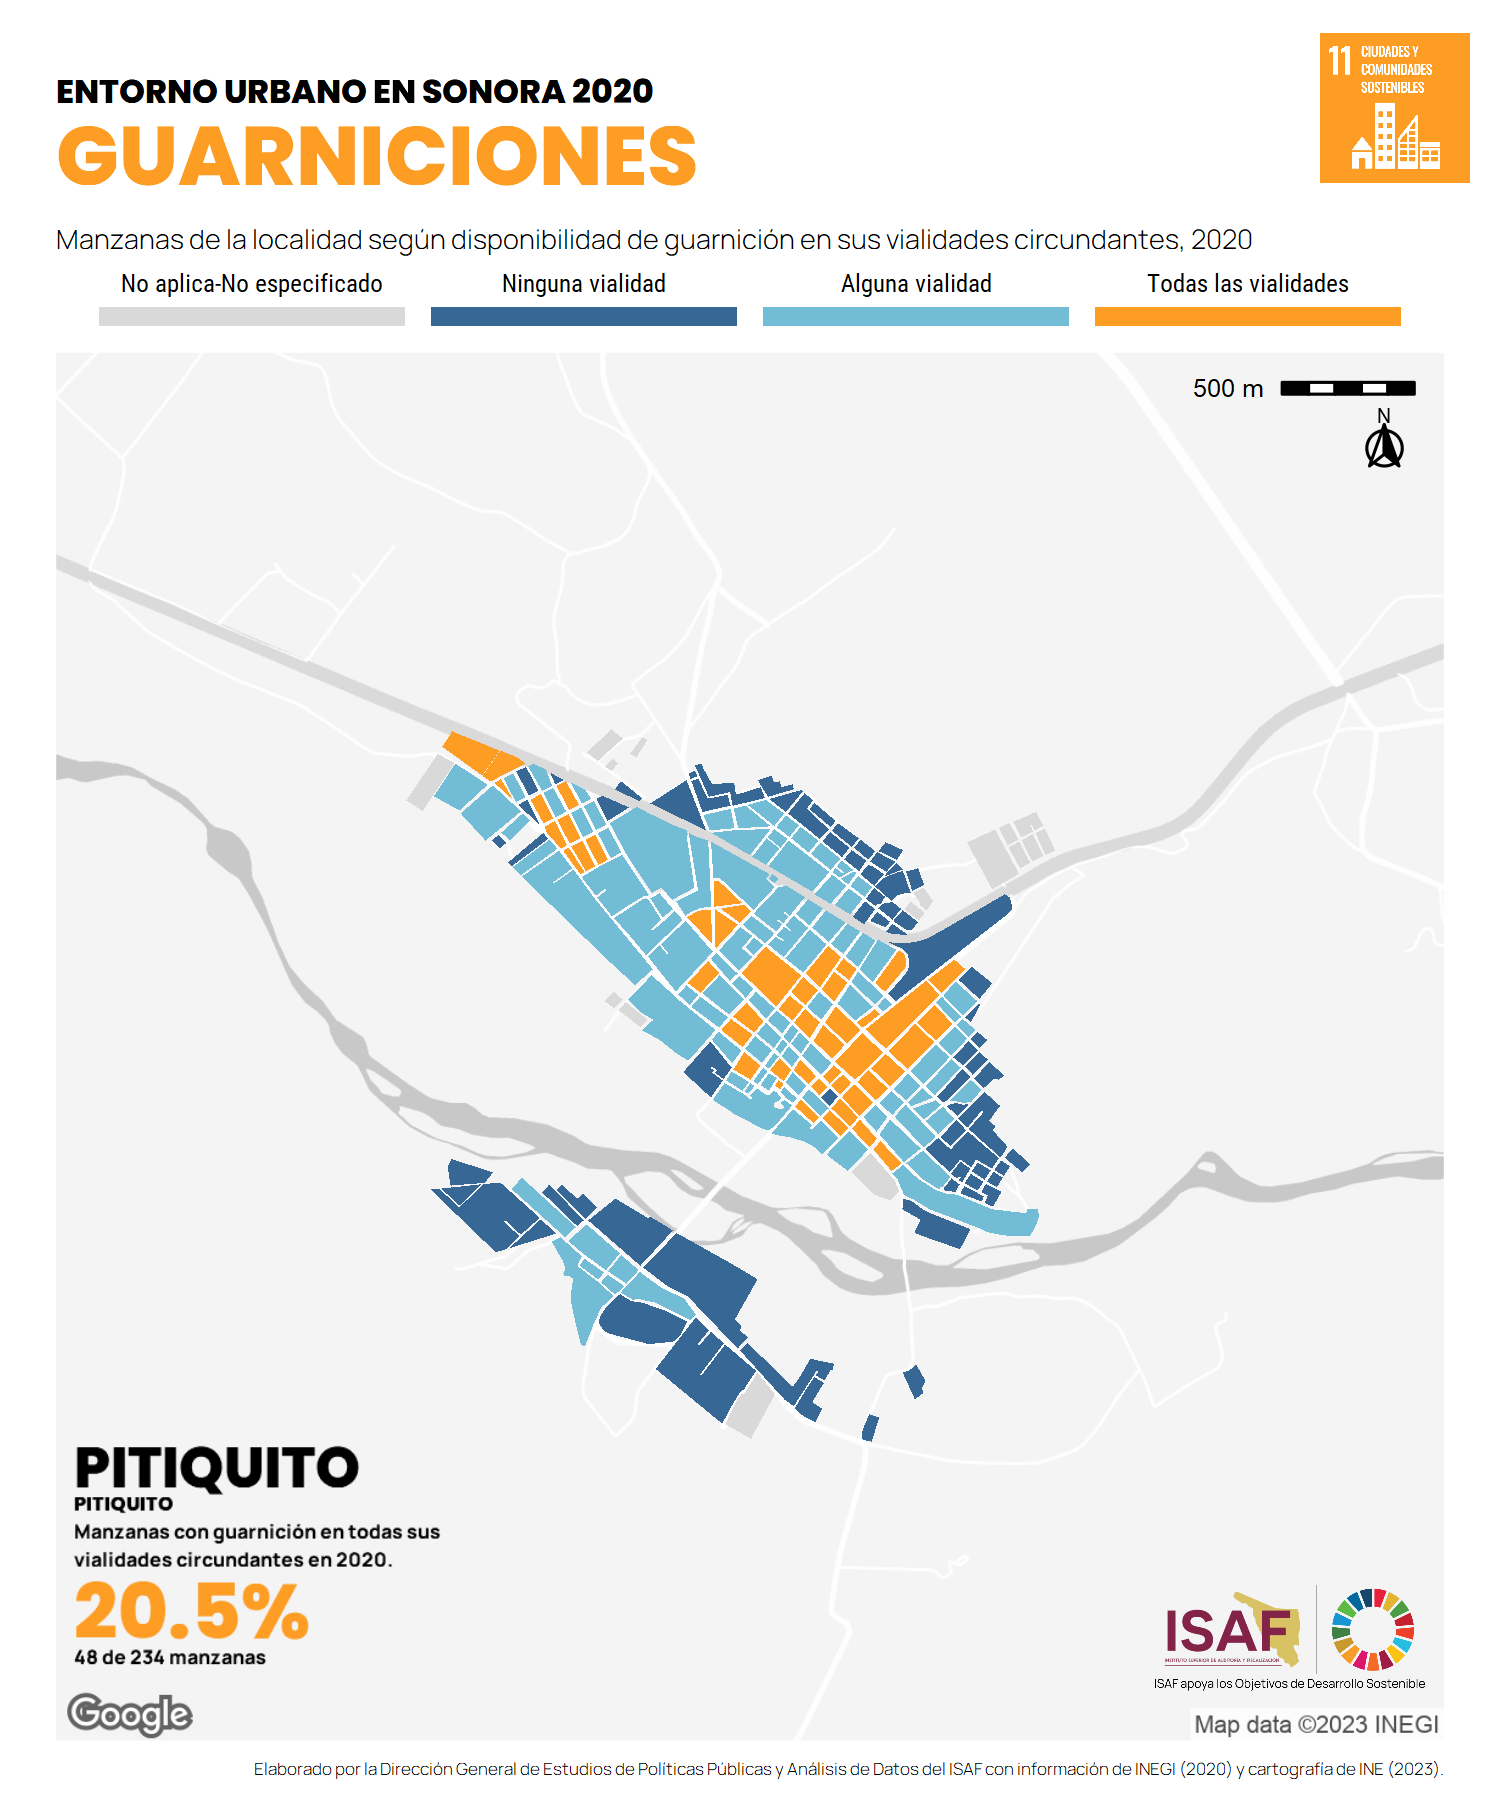 11 CIUDADES Y
COMUNIDADES
SOSTENIBLES
ENTORNO URBANO EN SONORA 2020
GUARNICIONES
Manzanas de la localidad según disponibilidad de guarnición en sus vialidades circundantes, 2020
No aplica-No especificado
Ninguna vialidad
Alguna vialidad
Todas las vialidades
500 m
N
PITIQUITO
PITIQUITO
Manzanas con guarnición en todas sus
vialidades circundantes en 2020.
20.5%
48 de 234 manzanas
Google
ISAF
INSTITUTO SUPERIOR DE AUDITORÍA Y FISCALIZACIÓN
ISAF apoya los Objetivos de Desarrollo Sostenible
Map data ©2023 INEGI
Elaborado por la Dirección General de Estudios de Políticas Públicas y Análisis de Datos del ISAF con información de INEGI (2020) y cartografía de INE (2023).